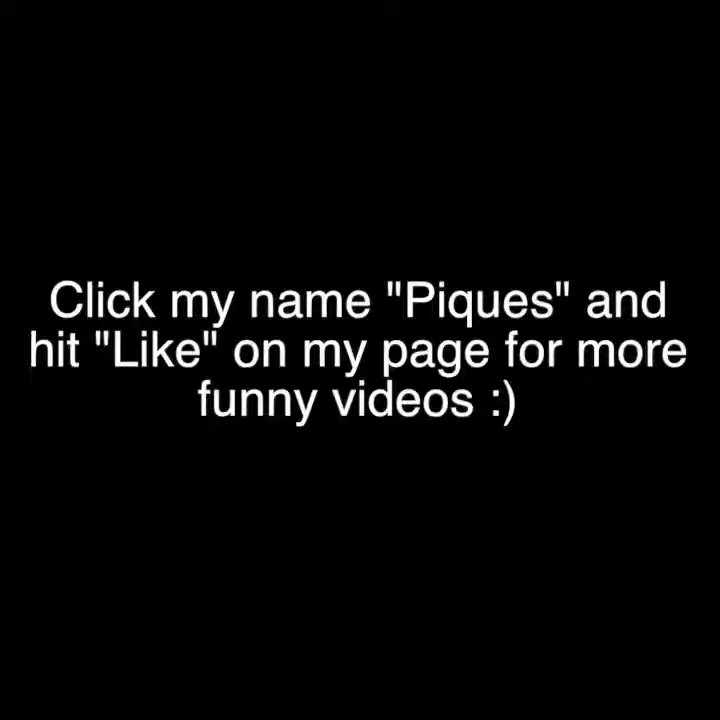 Click my name "Piques" and
hit "Like" on my page for more
funny videos :)